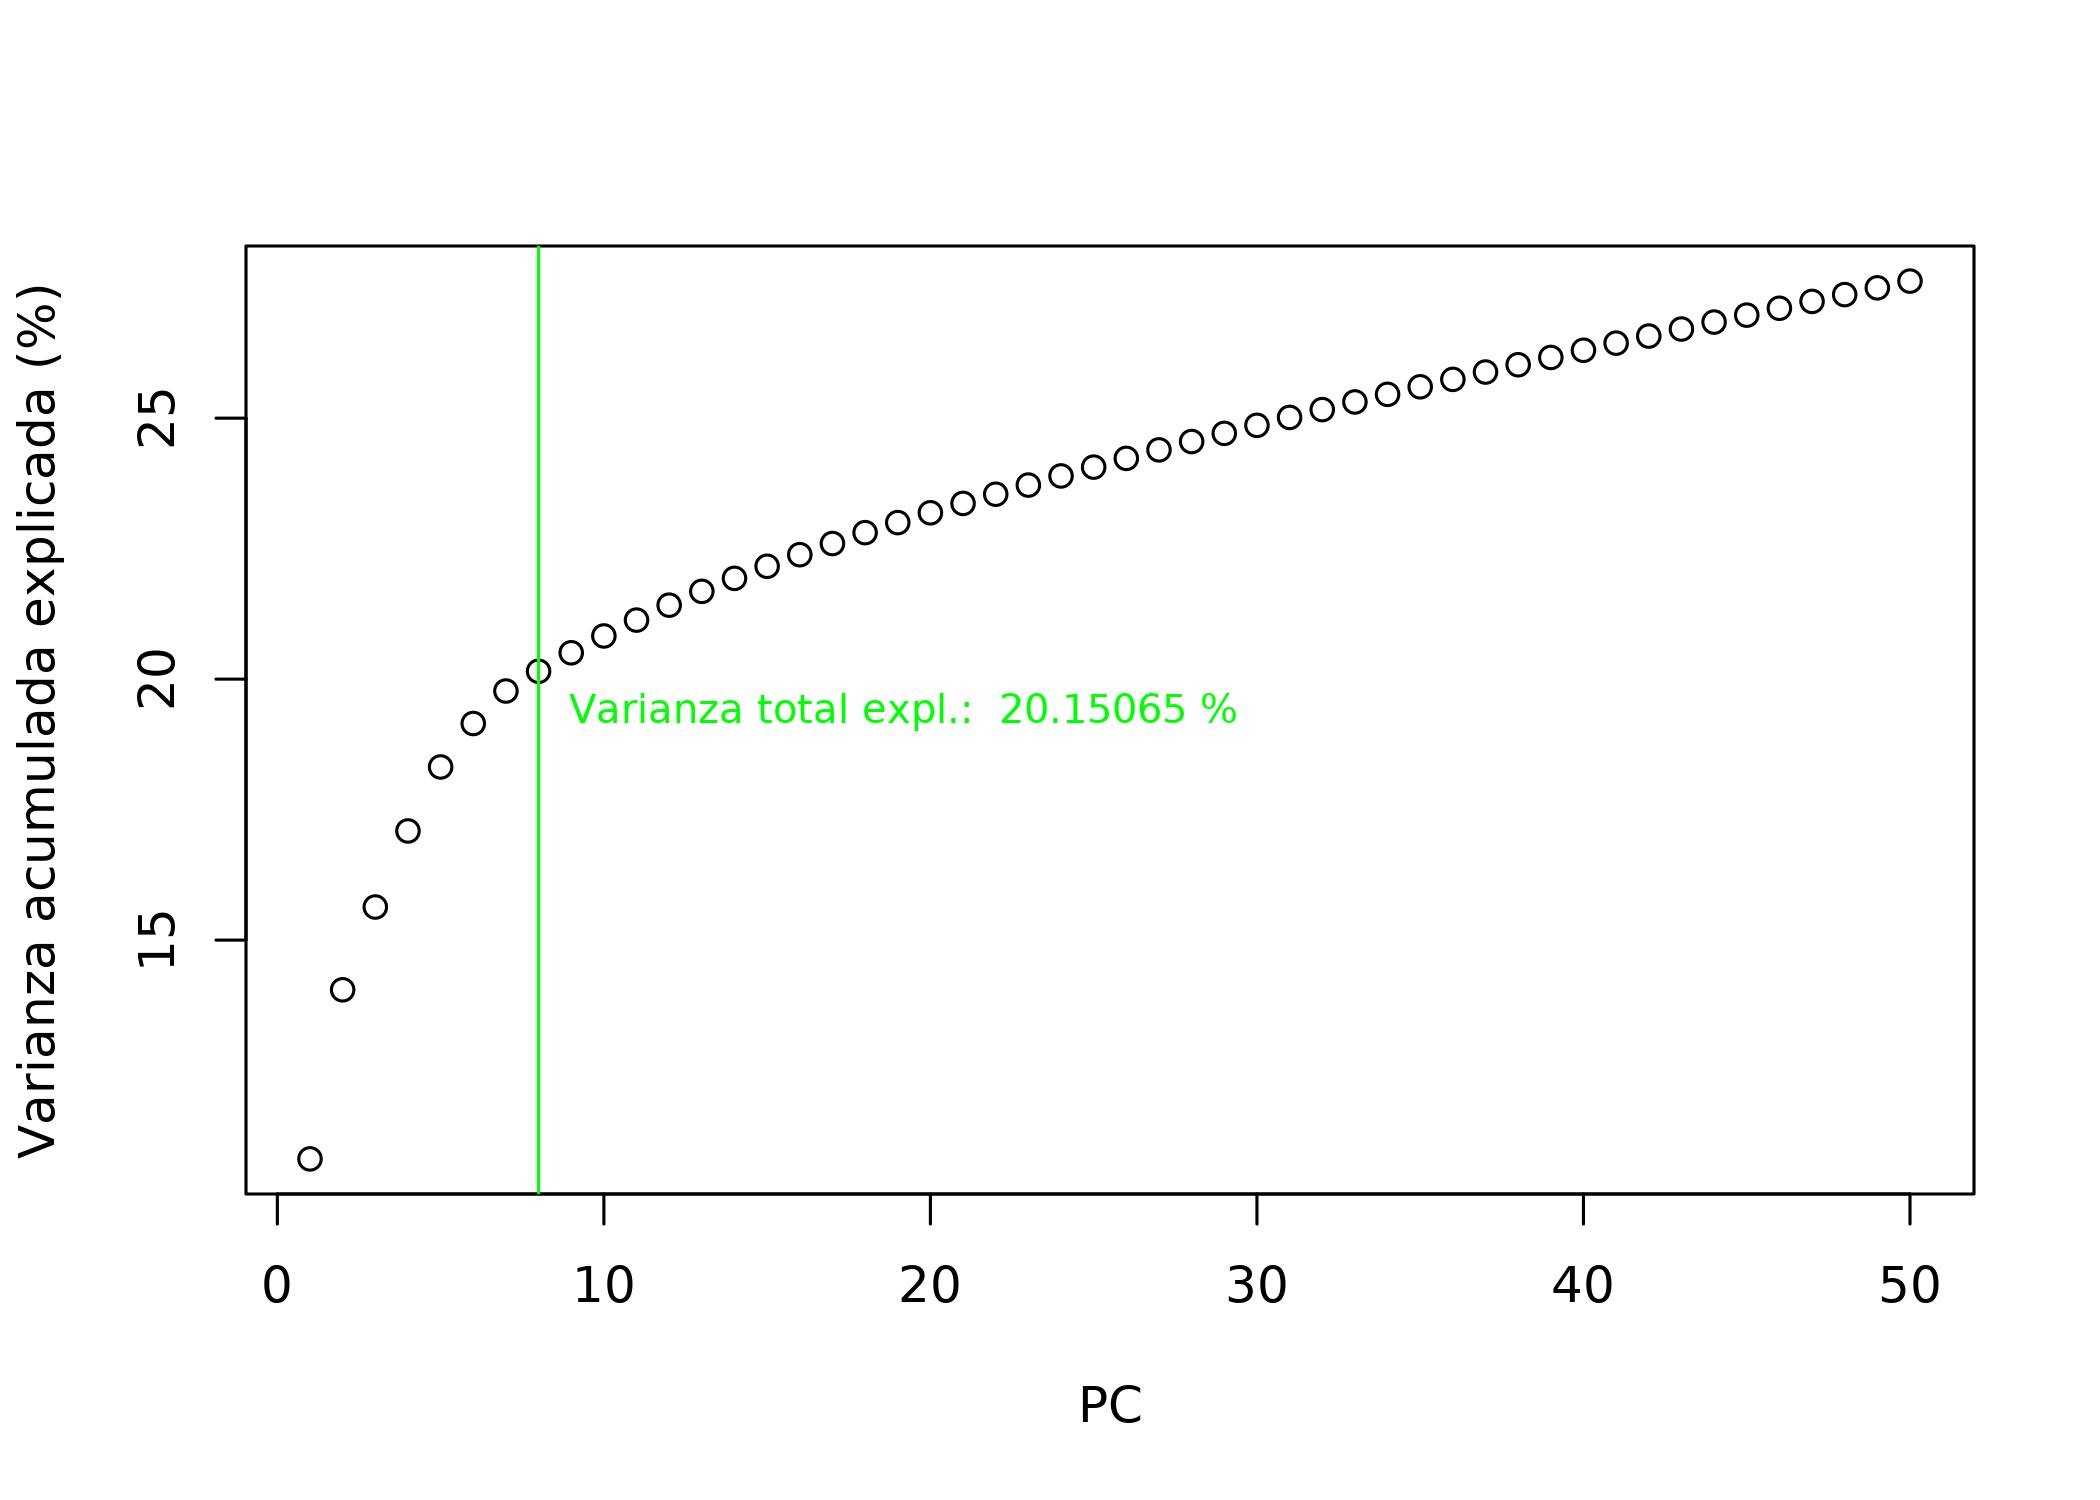 Varianza acumulada explicada (%)
25
20
15
Varianza total expl.:  20.15065 %
0 10 20 30 40 50
PC